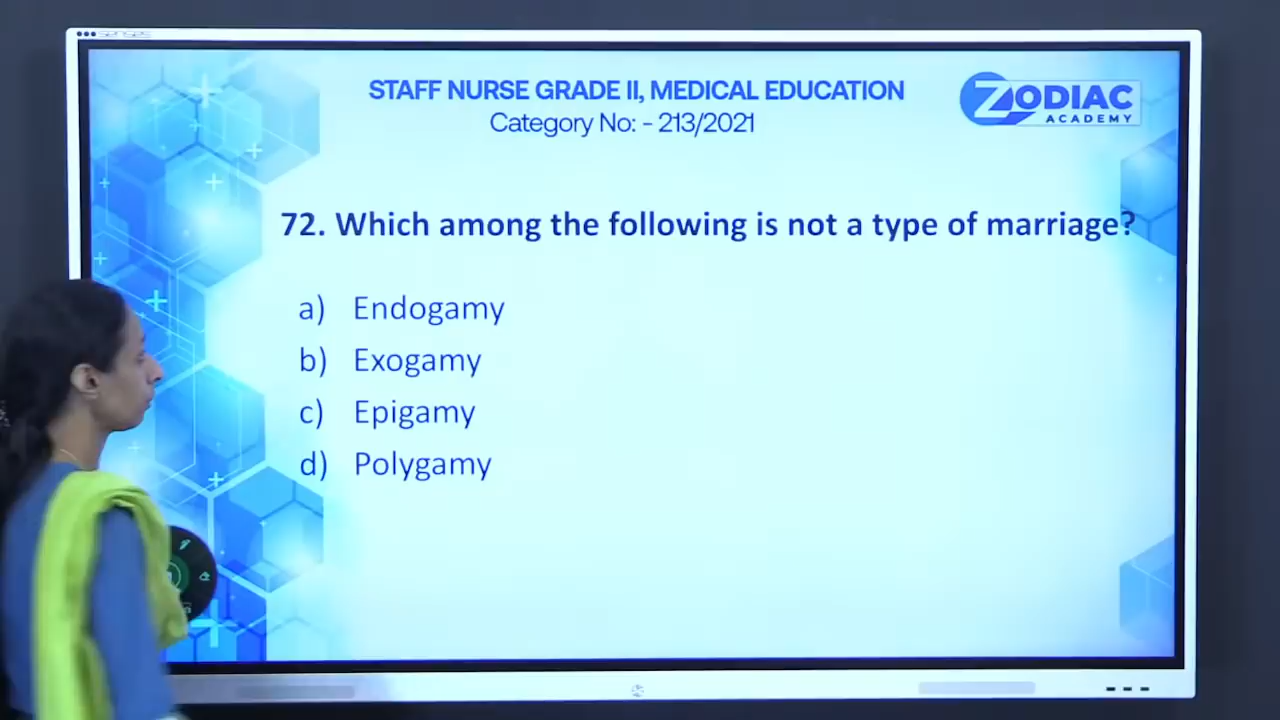 senses
STAFF NURSE GRADE II, MEDICAL EDUCATION
Category No: - 213/2021
ZODIAC
ACADEMY
72. Which among the following is not a type of marriage?
a) Endogamy
b) Exogamy
c) Epigamy
d) Polygamy